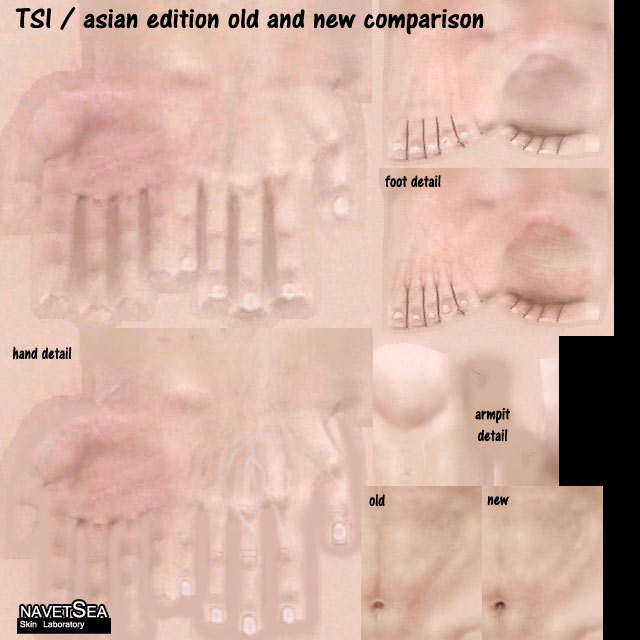 TSI / asian edition old and new comparison
foot detail
hand detail
armpit
detail
old
new
NAVETSEA
Skin Laboratory